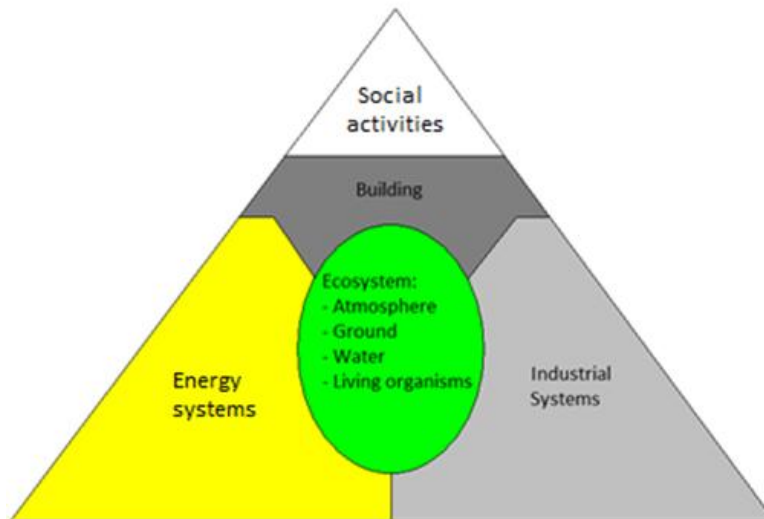 Social
activities
Building
Ecosystem:
- Atmosphere
- Ground
- Water
- Living organisms
Energy
systems
Industrial
Systems